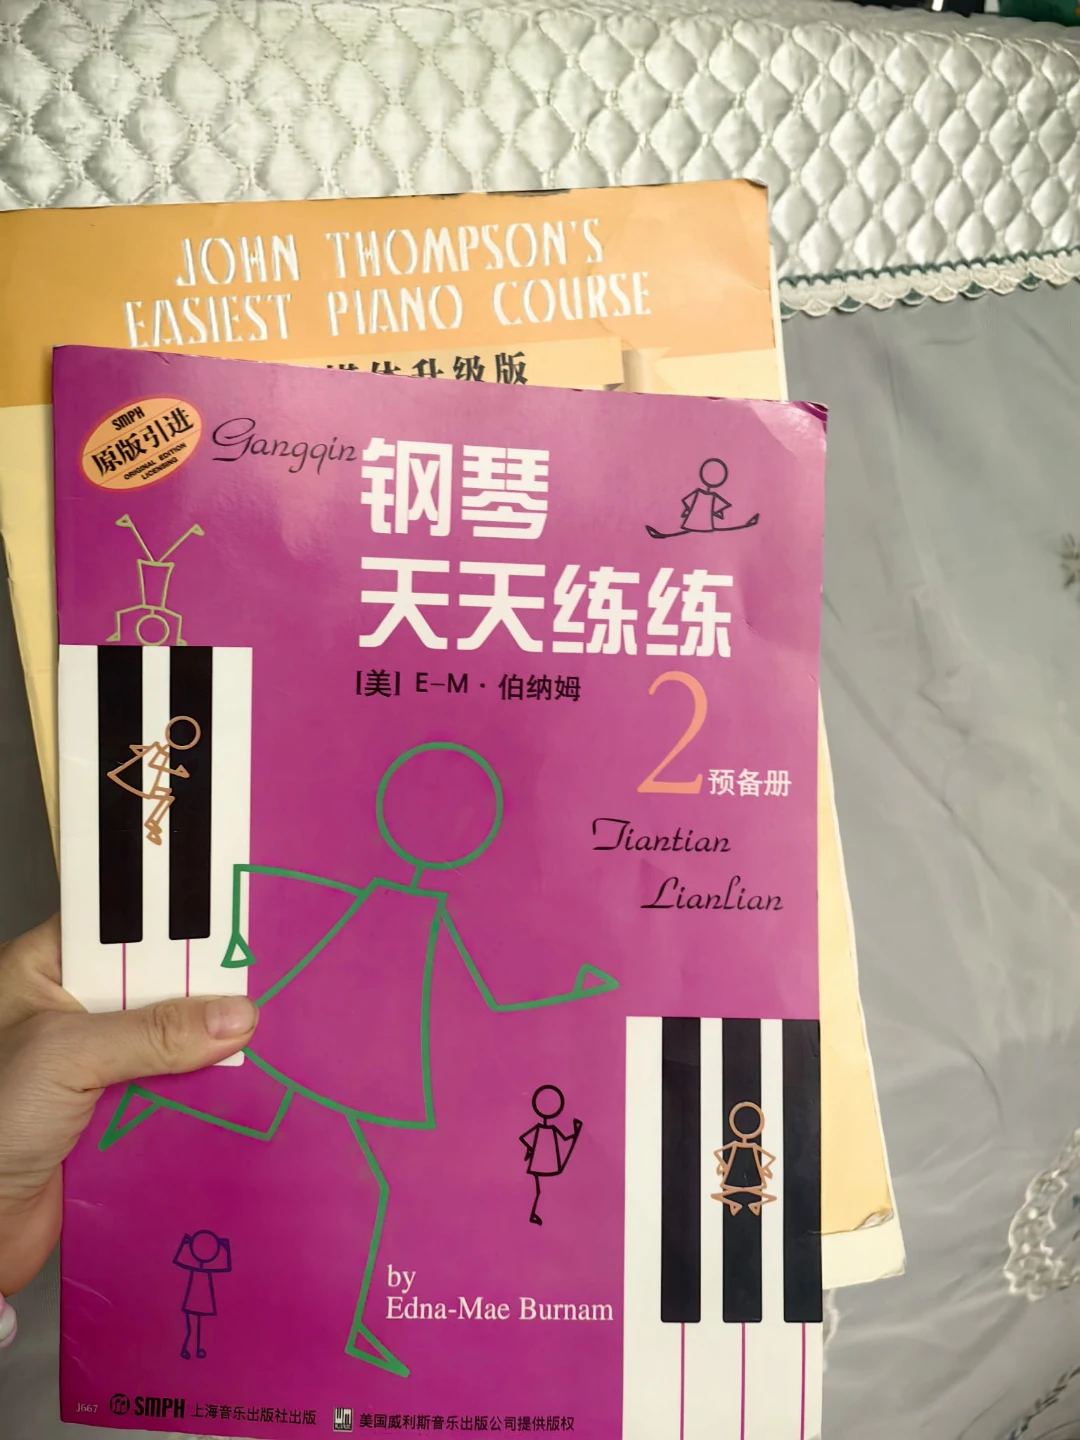 JOHN THOMPSON'S
EASIEST PIANO COURSE
升级版
SMPH
原版引进
ORIGINAL EDITION
LICENSING
Gangqin
钢琴
天天练练
[美] E-M·伯纳姆
2 预备册
Tiantian
LianLian
by
Edna-Mae Burnam
J667 SMPH 上海音乐出版社出版 美国威利斯音乐出版公司提供版权